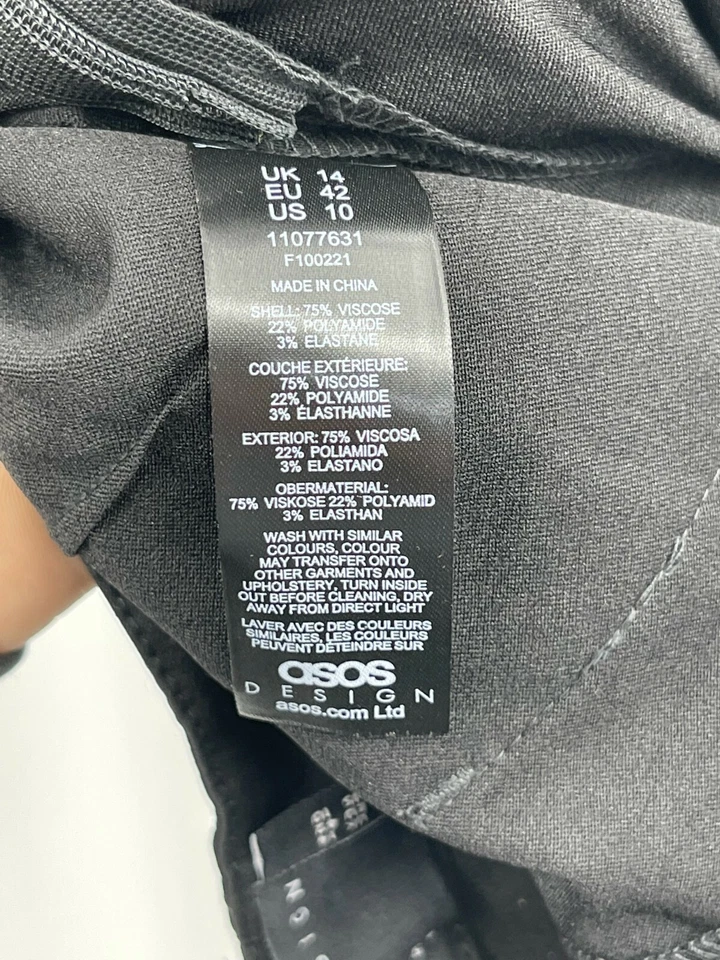 UK 14
EU 42
US 10
11077631
F100221
MADE IN CHINA
SHELL: 75% VISCOSE
22% POLYAMIDE
3% ELASTANE
COUCHE EXTÉRIEURE:
75% VISCOSE
22% POLYAMIDE
3% ÉLASTHANNE
EXTERIOR: 75% VISCOSA
22% POLIAMIDA
3% ELASTANO
OBERMATERIAL:
75% VISKOSE 22% POLYAMID
3% ELASTHAN
WASH WITH SIMILAR
COLOURS, COLOUR
MAY TRANSFER ONTO
OTHER GARMENTS AND
UPHOLSTERY, TURN INSIDE
OUT BEFORE CLEANING, DRY
AWAY FROM DIRECT LIGHT
LAVER AVEC DES COULEURS
SIMILAIRES, LES COULEURS
PEUVENT DÉTEINDRE SUR
asos
DESIGN
asos.com Ltd